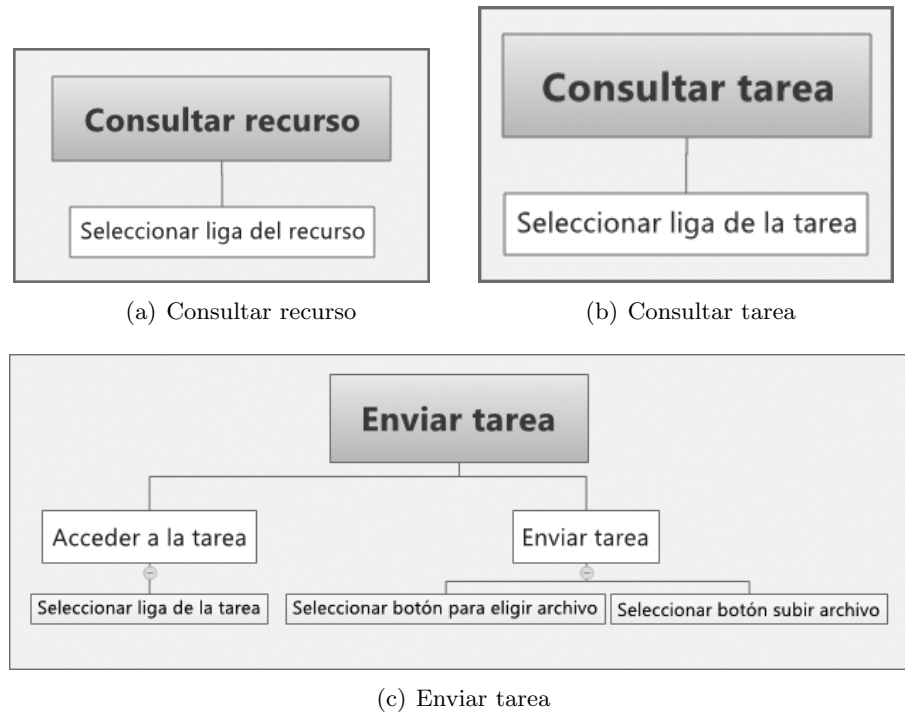 Consultar recurso
Seleccionar liga del recurso
(a) Consultar recurso
Consultar tarea
Seleccionar liga de la tarea
(b) Consultar tarea
Enviar tarea
Acceder a la tarea
Enviar tarea
Seleccionar liga de la tarea
Seleccionar botón para eligir archivo
Seleccionar botón subir archivo
(c) Enviar tarea